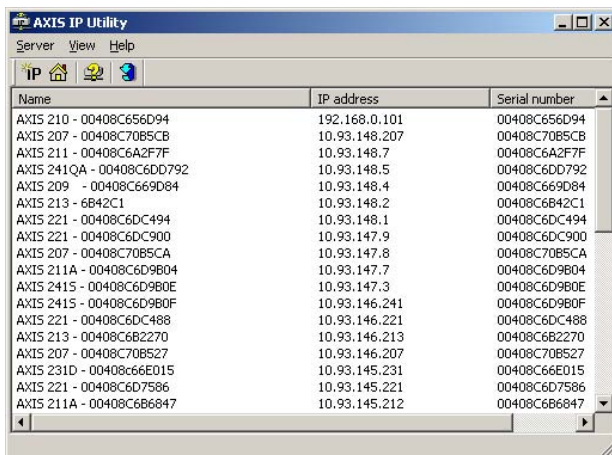 AXIS IP Utility
Server View Help
IP
Name IP address Serial number
AXIS 210 - 00408C656D94 192.168.0.101 00408C656D94
AXIS 207 - 00408C70B5CB 10.93.148.207 00408C70B5CB
AXIS 211 - 00408C6A2F7F 10.93.148.7 00408C6A2F7F
AXIS 241QA - 00408C6DD792 10.93.148.5 00408C6DD792
AXIS 209 - 00408C669D84 10.93.148.4 00408C669D84
AXIS 213 - 6B42C1 10.93.148.2 00408C6B42C1
AXIS 221 - 00408C6DC494 10.93.148.1 00408C6DC494
AXIS 221 - 00408C6DC900 10.93.147.9 00408C6DC900
AXIS 207 - 00408C70B5CA 10.93.147.8 00408C70B5CA
AXIS 211A - 00408C6D9B04 10.93.147.7 00408C6D9B04
AXIS 241S - 00408C6D9B0E 10.93.147.3 00408C6D9B0E
AXIS 241S - 00408C6D9B0F 10.93.146.241 00408C6D9B0F
AXIS 221 - 00408C6DC488 10.93.146.221 00408C6DC488
AXIS 213 - 00408C6B2270 10.93.146.213 00408C6B2270
AXIS 207 - 00408C70B527 10.93.146.207 00408C70B527
AXIS 231D - 00408c66E015 10.93.145.231 00408C66E015
AXIS 221 - 00408C6D7586 10.93.145.221 00408C6D7586
AXIS 211A - 00408C6B6847 10.93.145.212 00408C6B6847